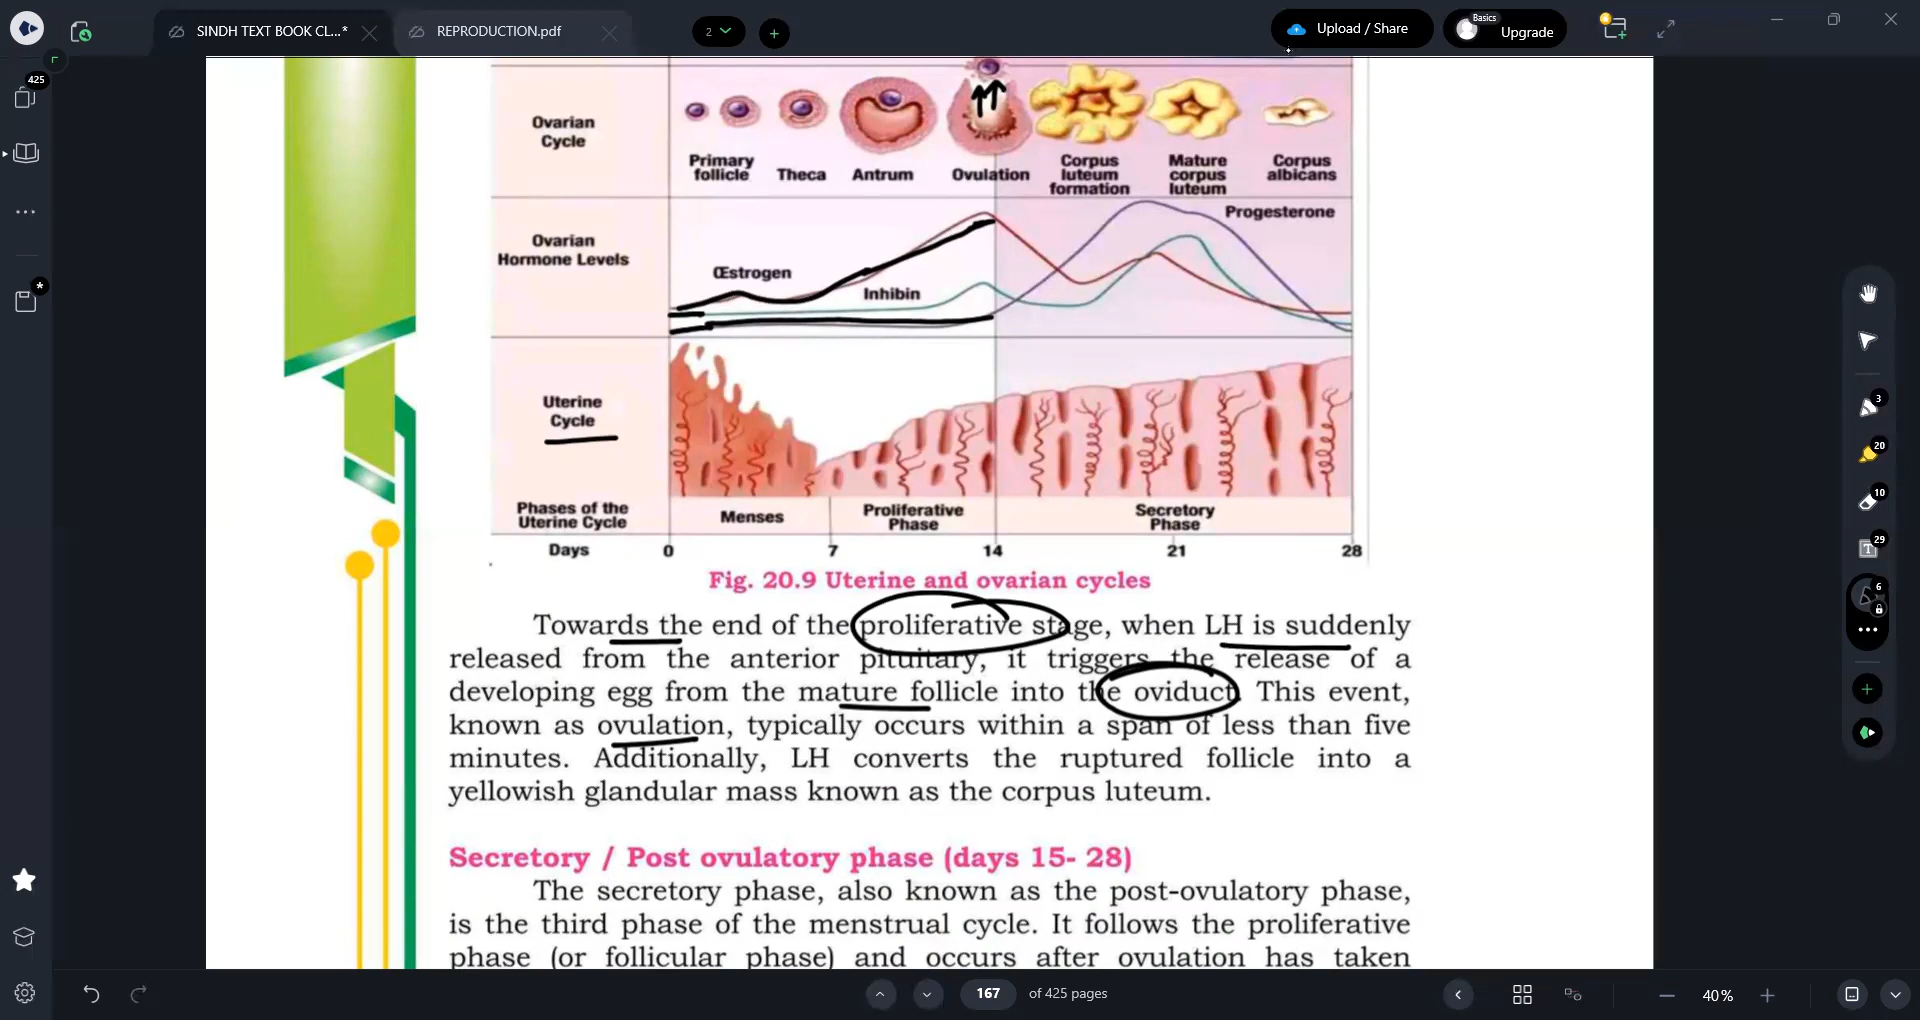 SINDH TEXT BOOK CL...*
REPRODUCTION.pdf
2
Upload / Share
Basics
Upgrade
425
Ovarian
Cycle
Primary
follicle
Theca
Antrum
Ovulation
Corpus
luteum
formation
Mature
corpus
luteum
Corpus
albicans
Ovarian
Hormone Levels
Œstrogen
Inhibin
Progesterone
Uterine
Cycle
Phases of the
Uterine Cycle
Menses
Proliferative
Phase
Secretory
Phase
Days
0
7
14
21
28
Fig. 20.9 Uterine and ovarian cycles
Towards the end of the proliferative stage, when LH is suddenly
released from the anterior pituitary, it triggers the release of a
developing egg from the mature follicle into the oviduct. This event,
known as ovulation, typically occurs within a span of less than five
minutes. Additionally, LH converts the ruptured follicle into a
yellowish glandular mass known as the corpus luteum.
Secretory / Post ovulatory phase (days 15- 28)
The secretory phase, also known as the post-ovulatory phase,
is the third phase of the menstrual cycle. It follows the proliferative
phase (or follicular phase) and occurs after ovulation has taken
3
20
10
T
29
6
167
of 425 pages
40%